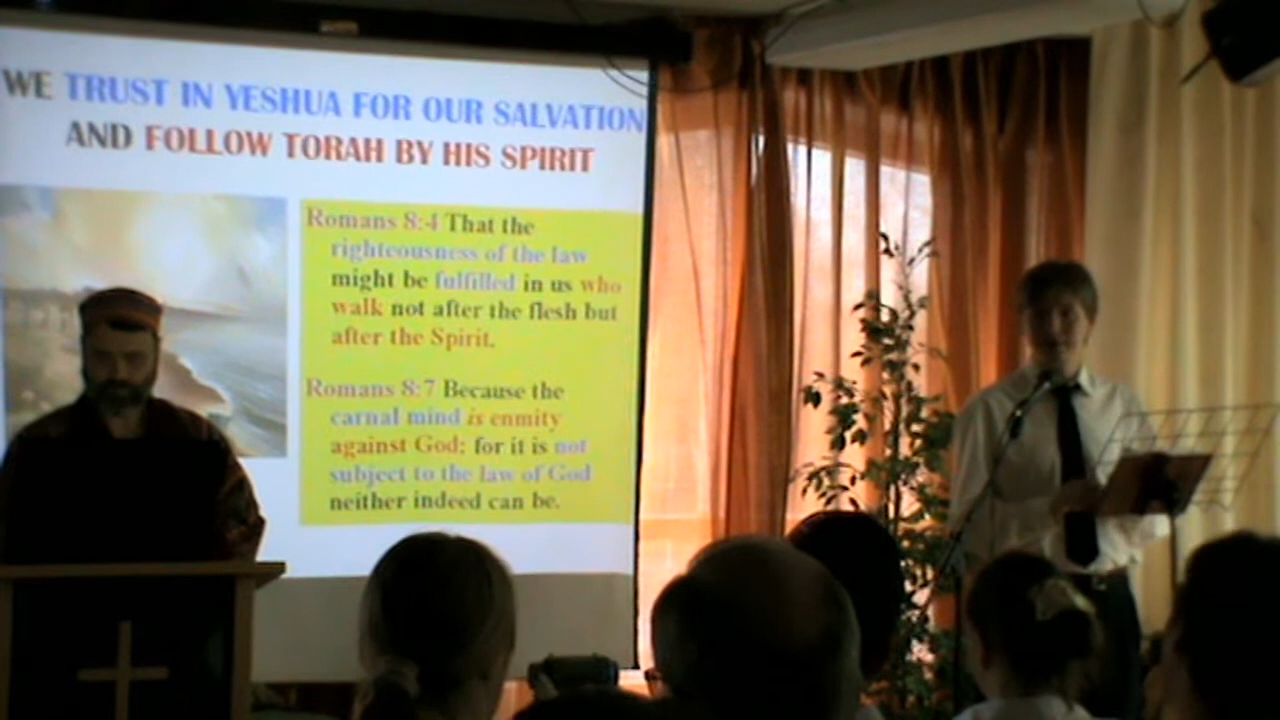 WE TRUST IN YESHUA FOR OUR SALVATION
AND FOLLOW TORAH BY HIS SPIRIT
Romans 8:4 That the
righteousness of the law
might be fulfilled in us who
walk not after the flesh but
after the Spirit.
Romans 8:7 Because the
carnal mind is enmity
against God: for it is not
subject to the law of God
neither indeed can be.